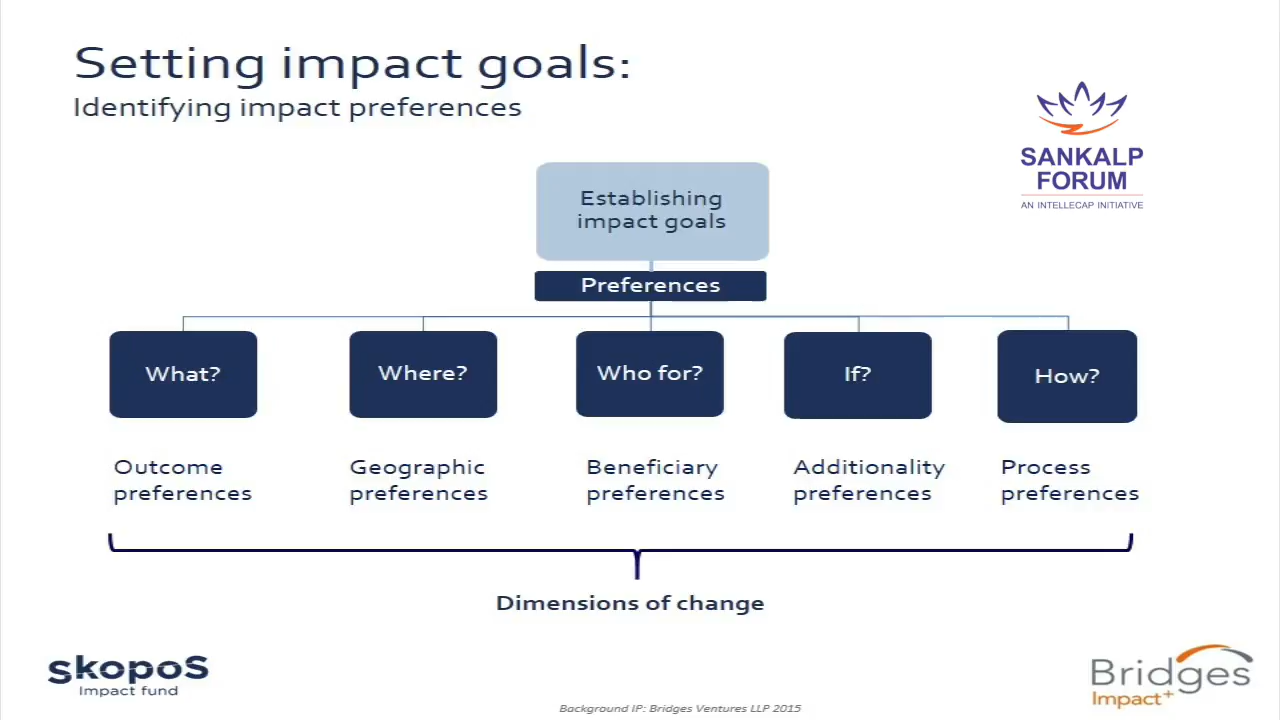 Setting impact goals:
Identifying impact preferences
SANKALP
FORUM
AN INTELLECAP INITIATIVE
Establishing
impact goals
Preferences
What?
Where?
Who for?
If?
How?
Outcome
preferences
Geographic
preferences
Beneficiary
preferences
Additionality
preferences
Process
preferences
Dimensions of change
skopos
Impact fund
Bridges
Impact+
Background IP: Bridges Ventures LLP 2015